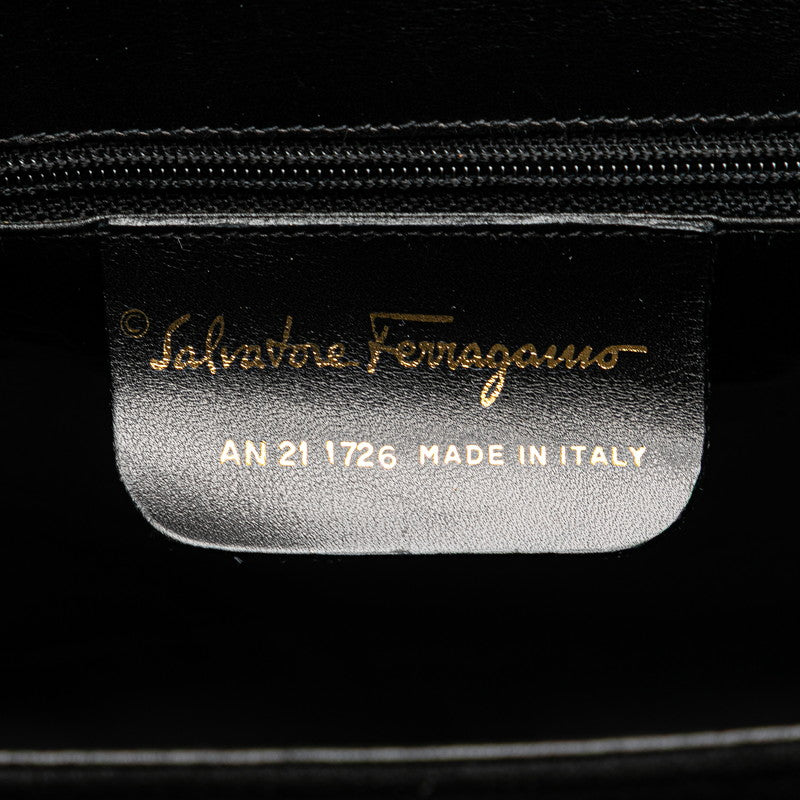 © Salvatore Ferragamo
AN 21 1726 MADE IN ITALY